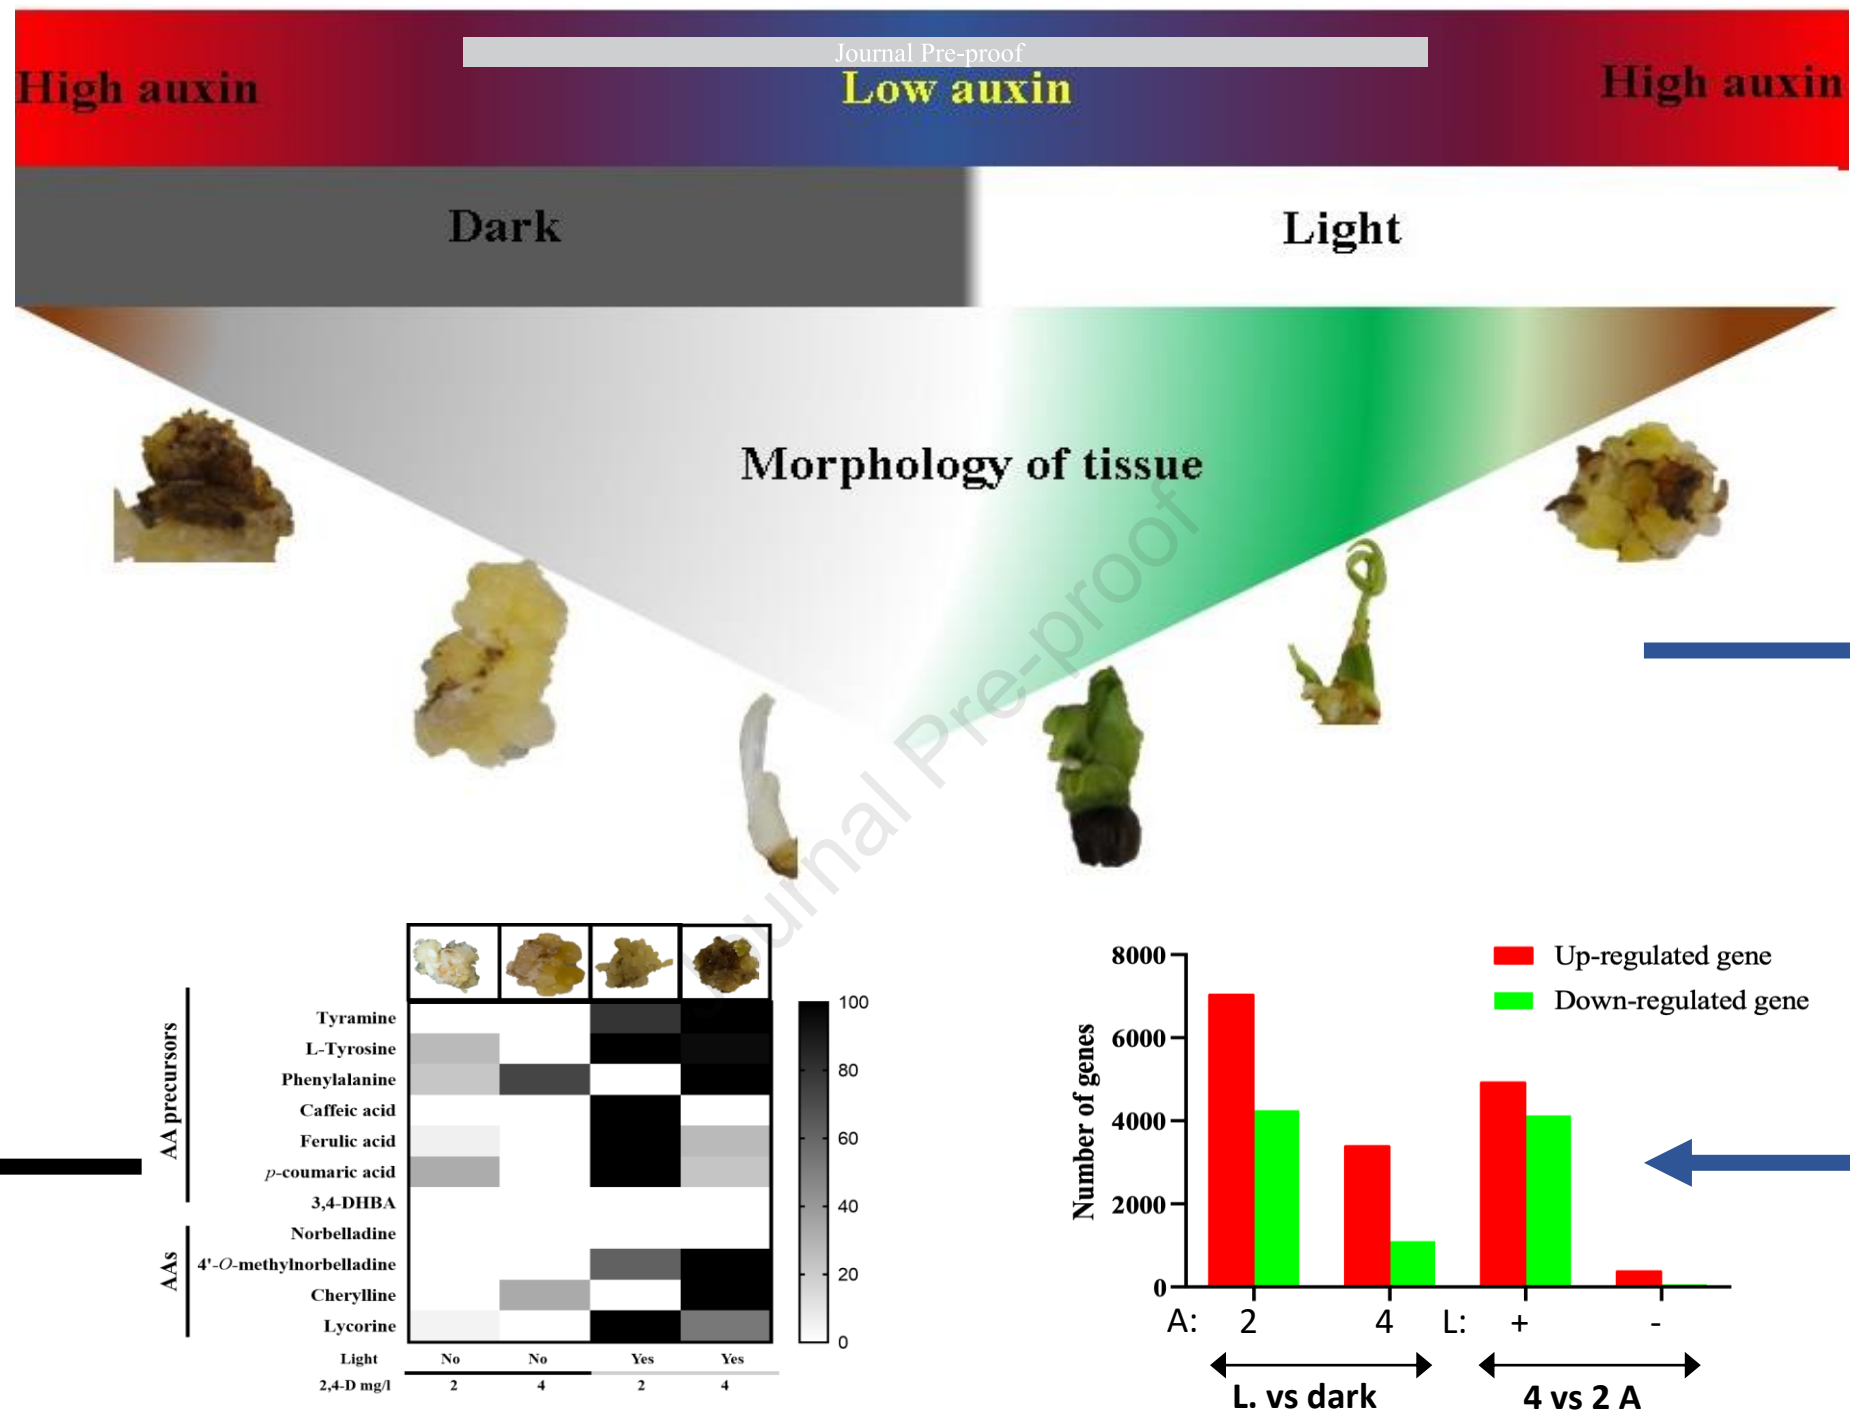 Journal Pre-proof
High auxin
Low auxin
High auxin
Dark
Light
Morphology of tissue
Journal Pre-proof
AA precursors
AAs
Tyramine
L-Tyrosine
Phenylalanine
Caffeic acid
Ferulic acid
p-coumaric acid
3,4-DHBA
Norbelladine
4'-O-methylnorbelladine
Cherylline
Lycorine
Light No No Yes Yes
2,4-D mg/l 2 4 2 4
100
80
60
40
20
0
Number of genes
8000
6000
4000
2000
0
Up-regulated gene
Down-regulated gene
A: 2 4 L: + -
L. vs dark
4 vs 2 A